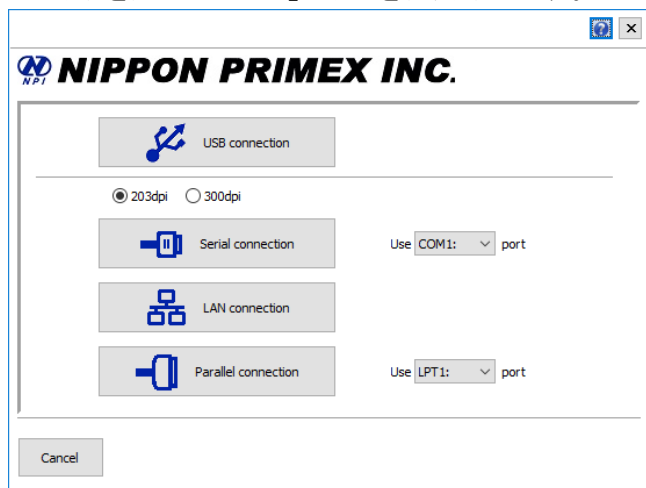 NPI NIPPON PRIMEX INC.
USB connection
203dpi 300dpi
Serial connection Use COM1: port
LAN connection
Parallel connection Use LPT1: port
Cancel